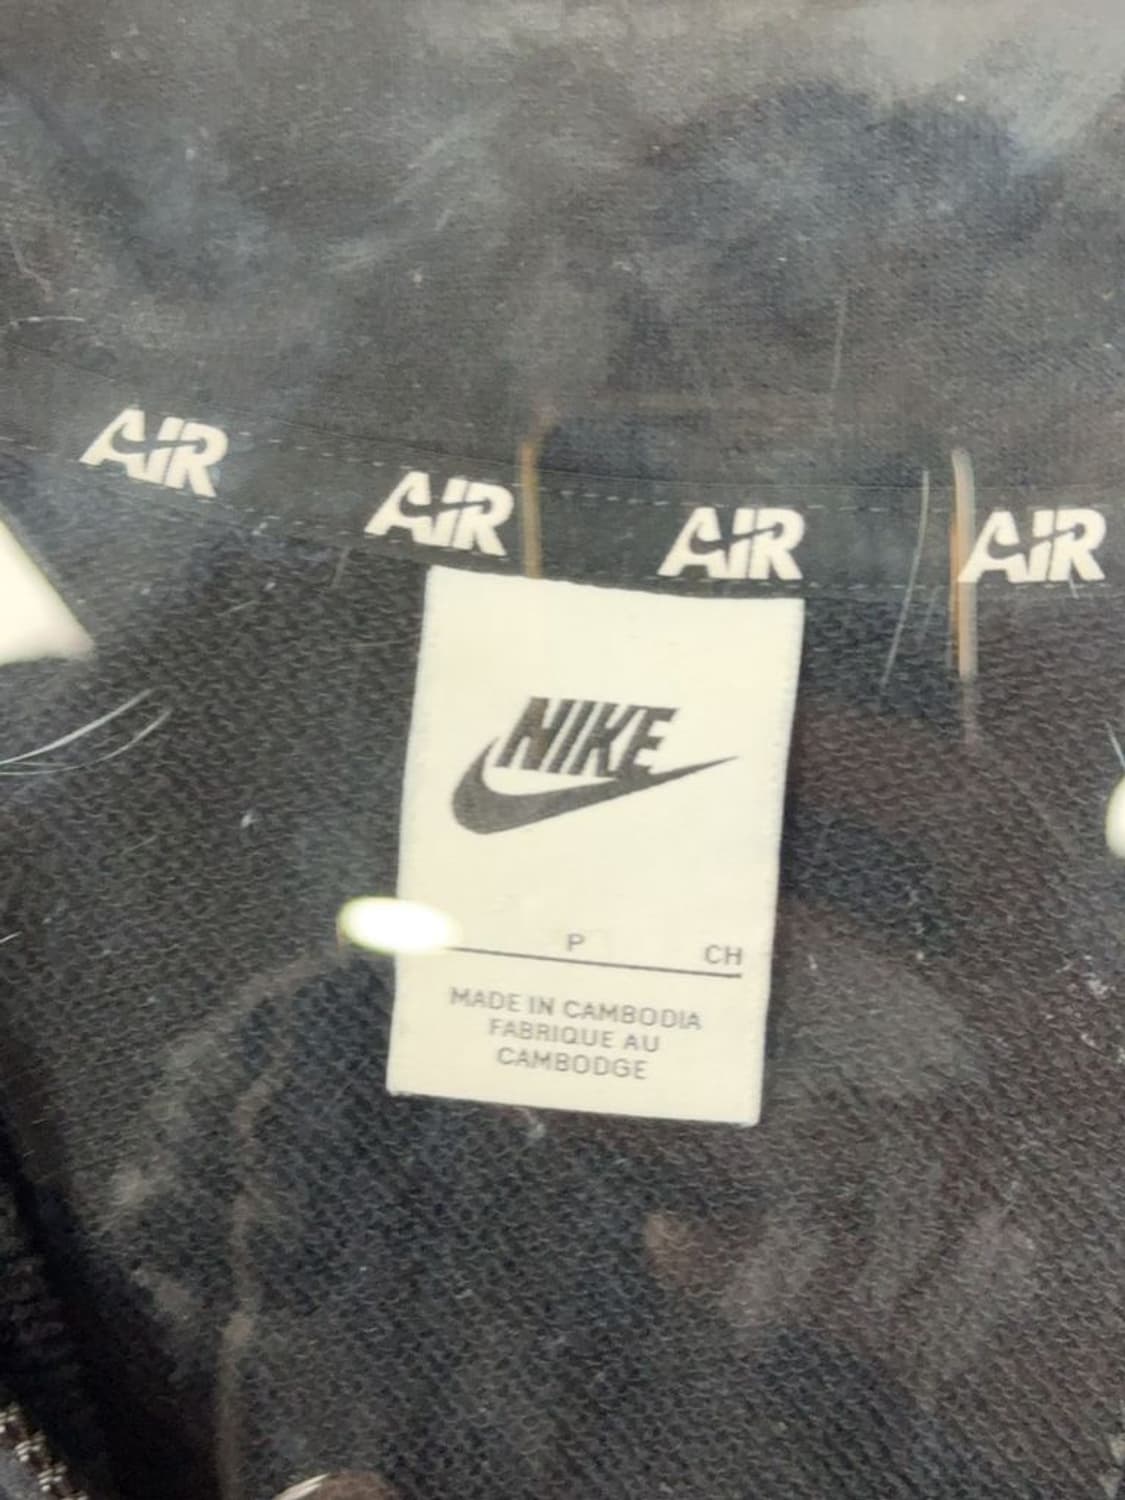 AIR AIR AIR AIR
NIKE
P CH
MADE IN CAMBODIA
FABRIQUE AU
CAMBODGE